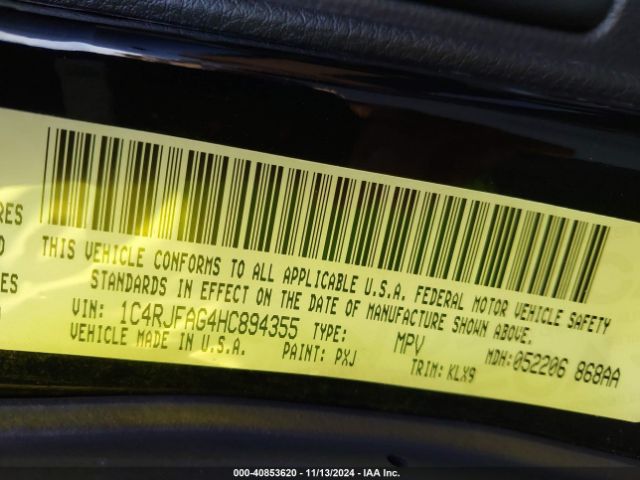 RES
THIS VEHICLE CONFORMS TO ALL APPLICABLE U.S.A. FEDERAL MOTOR VEHICLE SAFETY
STANDARDS IN EFFECT ON THE DATE OF MANUFACTURE SHOWN ABOVE.
VIN: 1C4RJFAG4HC894355 TYPE: MPV MDH: 052206 868AA
VEHICLE MADE IN U.S.A. PAINT: PXJ TRIM: KLX9
000-40853620 - 11/13/2024 - IAA Inc.